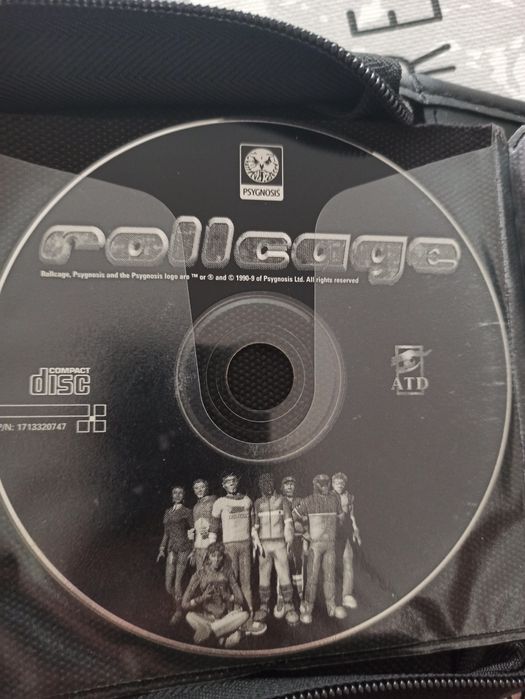 PSYGNOSIS
rollcage
Rollcage, Psygnosis and the Psygnosis logo are ™ or ® and © 1990-9 of Psygnosis Ltd. All rights reserved
COMPACT
disc
ATD
P/N: 1713320747